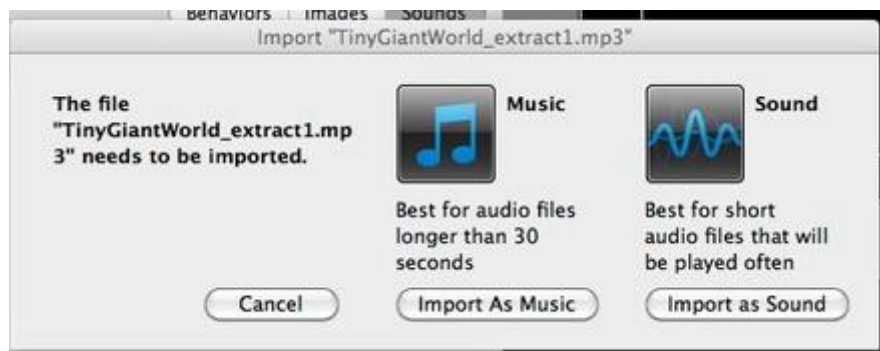 Behaviors Images Sounds
Import "TinyGiantWorld_extract1.mp3"
The file
"TinyGiantWorld_extract1.mp
3" needs to be imported.
Music
Best for audio files
longer than 30
seconds
Sound
Best for short
audio files that will
be played often
Cancel
Import As Music
Import as Sound